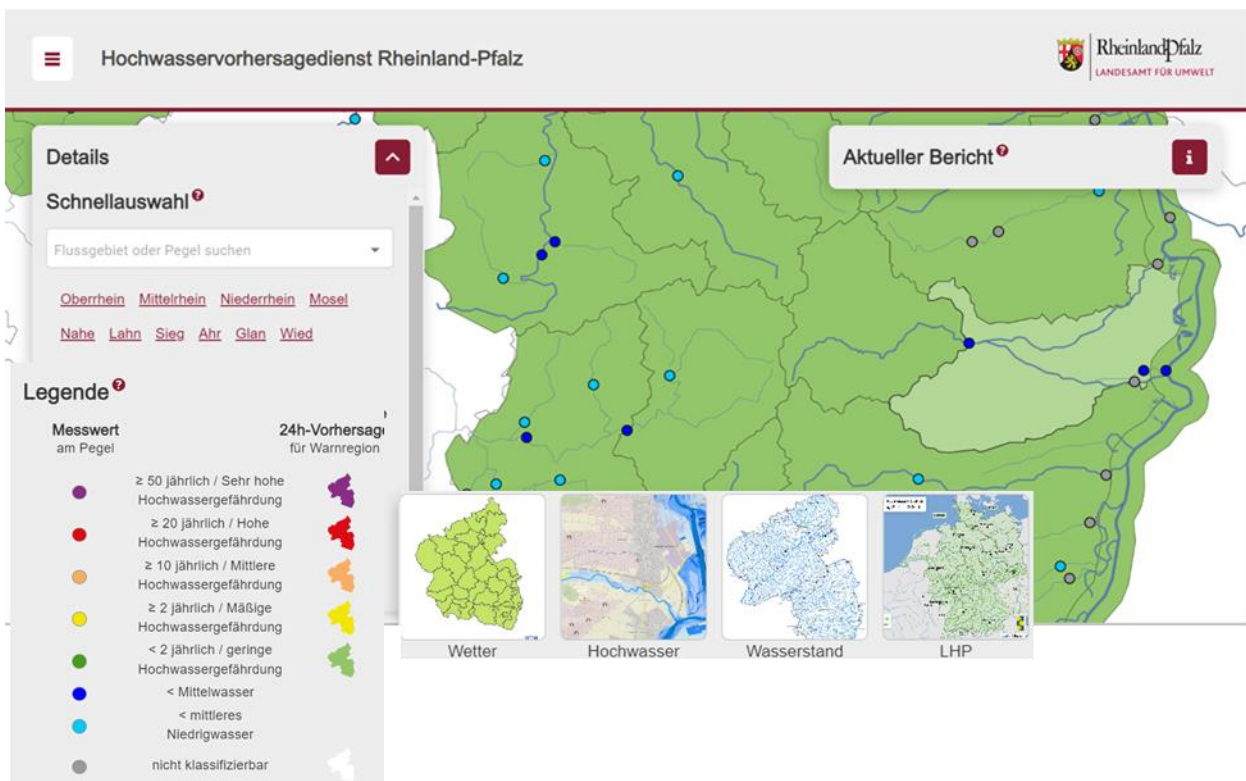 Hochwasservorhersagedienst Rheinland-Pfalz
RheinlandPfalz
LANDESAMT FÜR UMWELT
Details
Aktueller Bericht
Schnellauswahl
Flussgebiet oder Pegel suchen
Oberrhein Mittelrhein Niederrhein Mosel
Nahe Lahn Sieg Ahr Glan Wied
Legende
Messwert
am Pegel
24h-Vorhersage
für Warnregion
≥ 50 jährlich / Sehr hohe
Hochwassergefährdung
≥ 20 jährlich / Hohe
Hochwassergefährdung
≥ 10 jährlich / Mittlere
Hochwassergefährdung
≥ 2 jährlich / Mäßige
Hochwassergefährdung
< 2 jährlich / geringe
Hochwassergefährdung
< Mittelwasser
< mittleres
Niedrigwasser
nicht klassifizierbar
Wetter
Hochwasser
Wasserstand
LHP